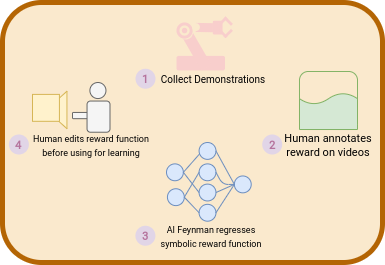 1 Collect Demonstrations
2 Human annotates
reward on videos
3 AI Feynman regresses
symbolic reward function
4 Human edits reward function
before using for learning